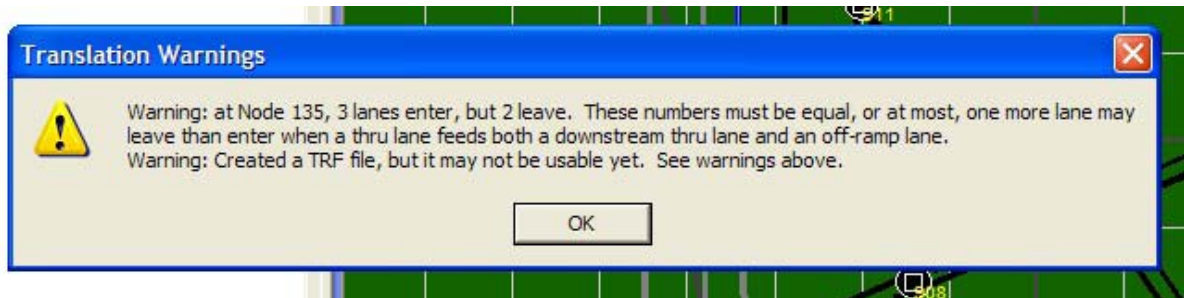 911
Translation Warnings
Warning: at Node 135, 3 lanes enter, but 2 leave. These numbers must be equal, or at most, one more lane may
leave than enter when a thru lane feeds both a downstream thru lane and an off-ramp lane.
Warning: Created a TRF file, but it may not be usable yet. See warnings above.
OK
908